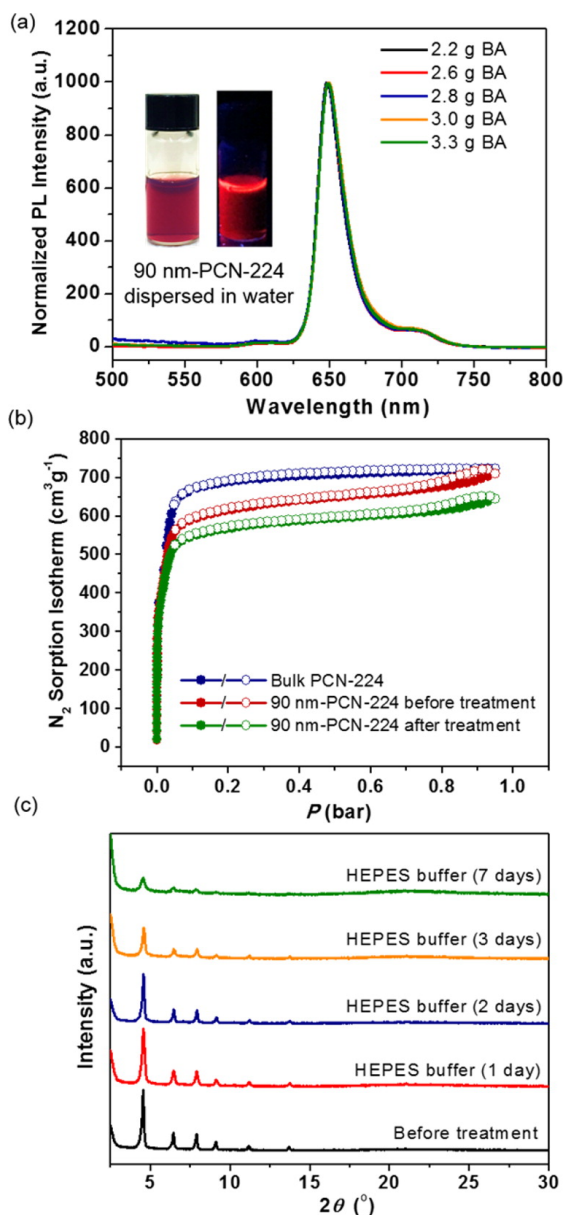 (a)
Normalized PL Intensity (a.u.)
1200
1000
800
600
400
200
0
2.2 g BA
2.6 g BA
2.8 g BA
3.0 g BA
3.3 g BA
90 nm-PCN-224
dispersed in water
500 550 600 650 700 750 800
Wavelength (nm)
(b)
N₂ Sorption Isotherm (cm³g⁻¹)
800
700
600
500
400
300
200
100
0
Bulk PCN-224
90 nm-PCN-224 before treatment
90 nm-PCN-224 after treatment
0.0 0.2 0.4 0.6 0.8 1.0
P (bar)
(c)
Intensity (a.u.)
HEPES buffer (7 days)
HEPES buffer (3 days)
HEPES buffer (2 days)
HEPES buffer (1 day)
Before treatment
5 10 15 20 25 30
2θ (°)